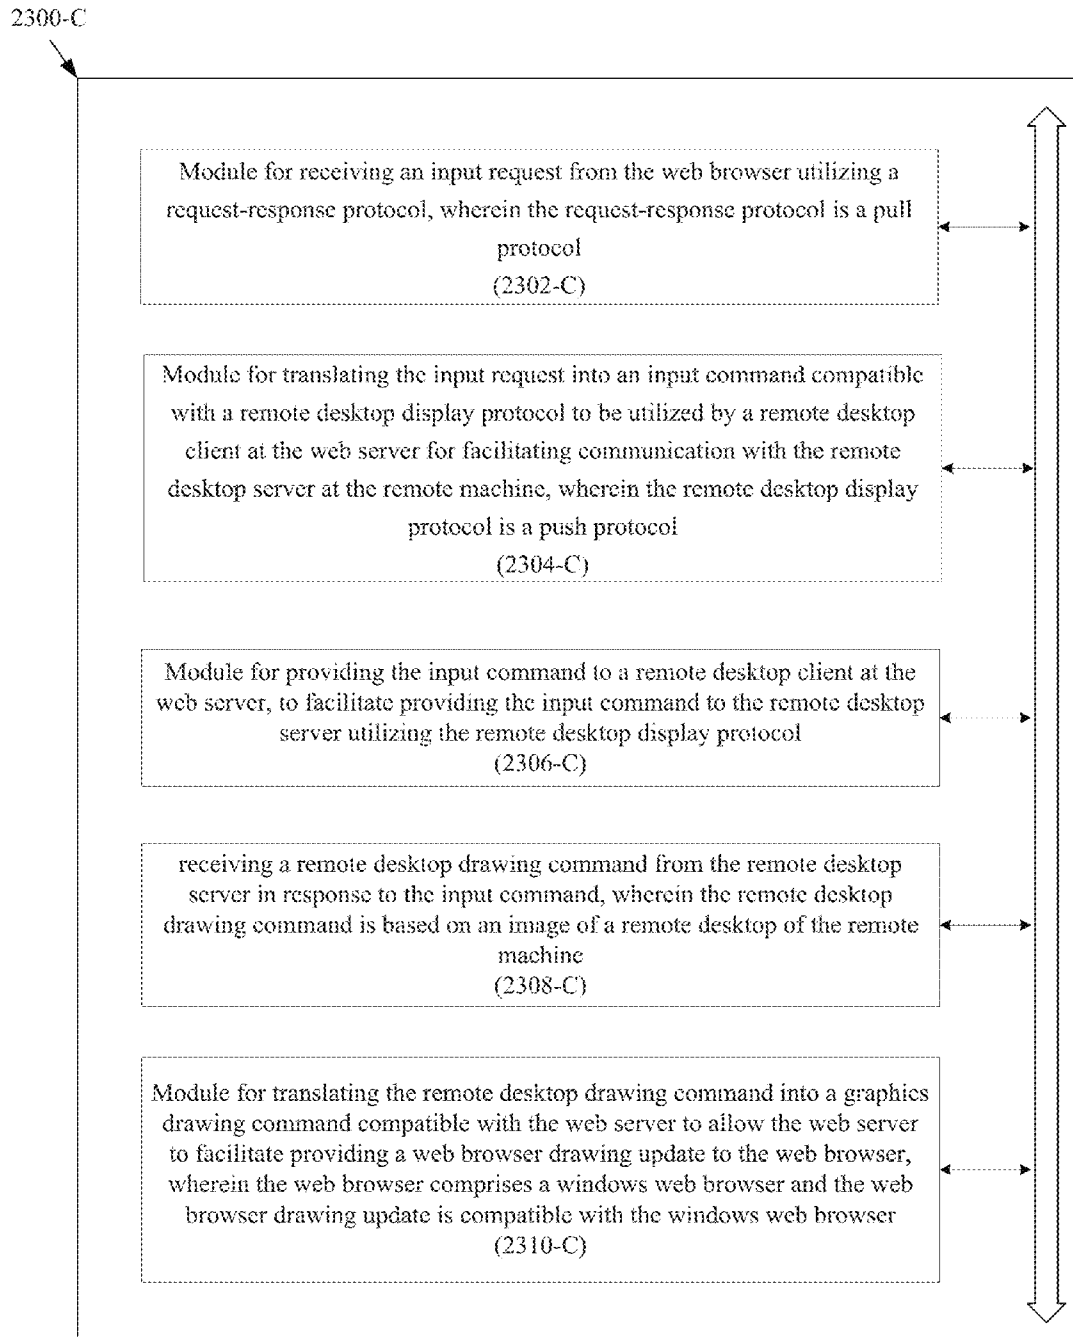 2300-C
Module for receiving an input request from the web browser utilizing a
request-response protocol, wherein the request-response protocol is a pull
protocol
(2302-C)
Module for translating the input request into an input command compatible
with a remote desktop display protocol to be utilized by a remote desktop
client at the web server for facilitating communication with the remote
desktop server at the remote machine, wherein the remote desktop display
protocol is a push protocol
(2304-C)
Module for providing the input command to a remote desktop client at the
web server, to facilitate providing the input command to the remote desktop
server utilizing the remote desktop display protocol
(2306-C)
receiving a remote desktop drawing command from the remote desktop
server in response to the input command, wherein the remote desktop
drawing command is based on an image of a remote desktop of the remote
machine
(2308-C)
Module for translating the remote desktop drawing command into a graphics
drawing command compatible with the web server to allow the web server
to facilitate providing a web browser drawing update to the web browser,
wherein the web browser comprises a windows web browser and the web
browser drawing update is compatible with the windows web browser
(2310-C)